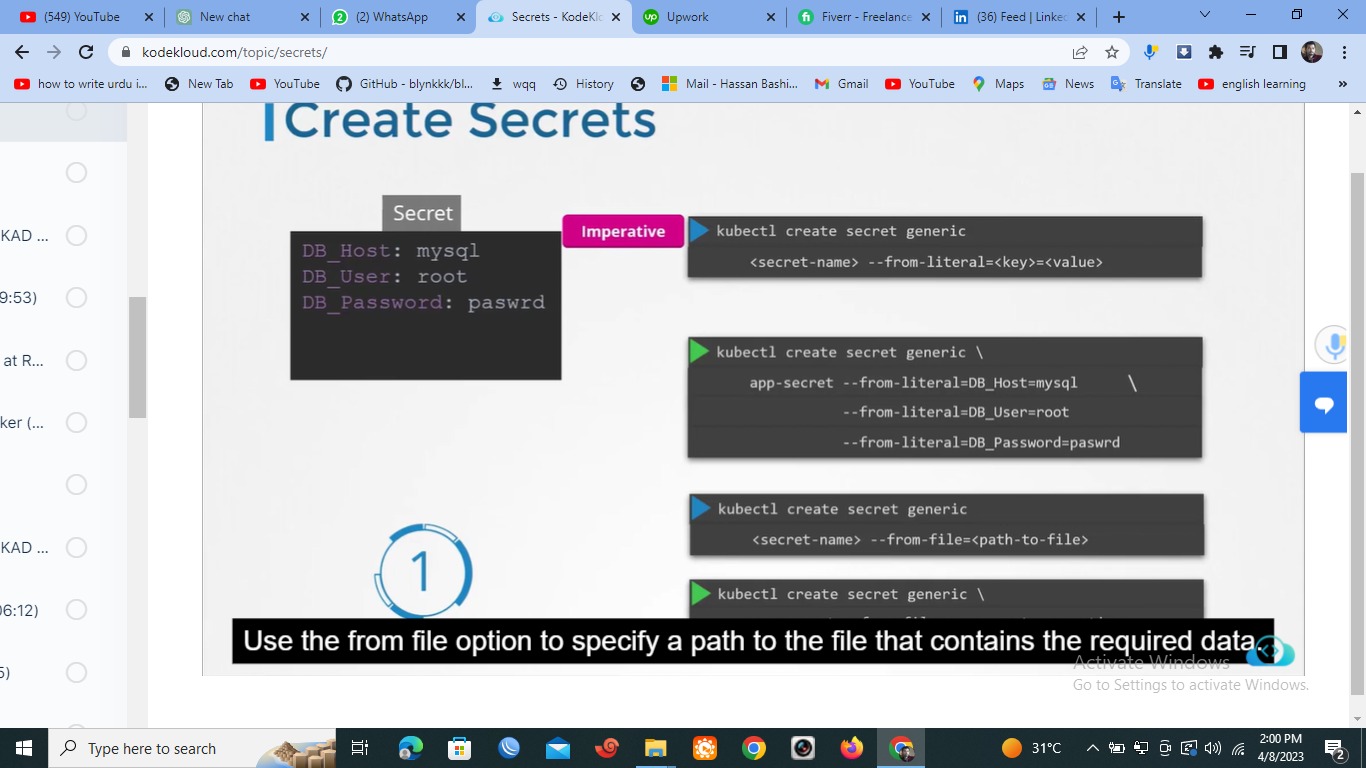 (549) YouTube
New chat
(2) WhatsApp
Secrets - KodeKlo
Upwork
Fiverr - Freelance
(36) Feed | Linked
kodekloud.com/topic/secrets/
how to write urdu i...
New Tab
YouTube
GitHub - blynkkk/bl...
wqq
History
Mail - Hassan Bashi...
Gmail
YouTube
Maps
News
Translate
english learning
»
Create Secrets
KAD ...
9:53)
at R...
ker (...
KAD ...
06:12)
5)
Secret
DB_Host: mysql
DB_User: root
DB_Password: paswrd
Imperative
kubectl create secret generic
<secret-name> --from-literal=<key>=<value>
kubectl create secret generic \
app-secret --from-literal=DB_Host=mysql \
--from-literal=DB_User=root
--from-literal=DB_Password=paswrd
kubectl create secret generic
<secret-name> --from-file=<path-to-file>
kubectl create secret generic \
1
Use the from file option to specify a path to the file that contains the required data.
Activate Windows
Go to Settings to activate Windows.
Type here to search
31°C
2:00 PM
4/8/2023
2